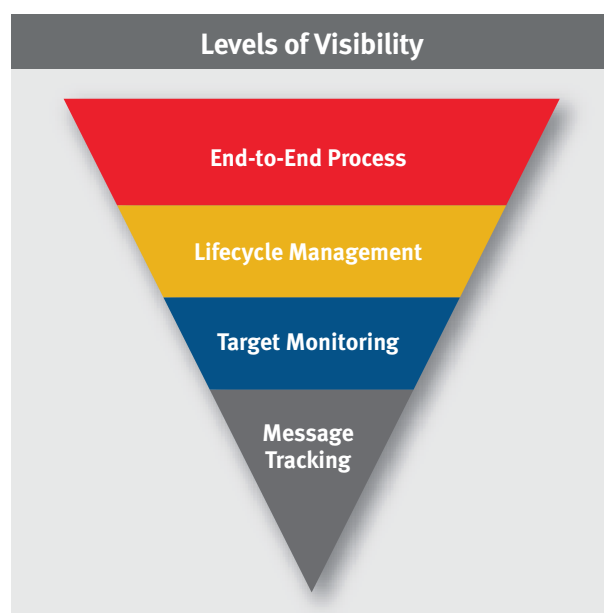 Levels of Visibility
End-to-End Process
Lifecycle Management
Target Monitoring
Message
Tracking